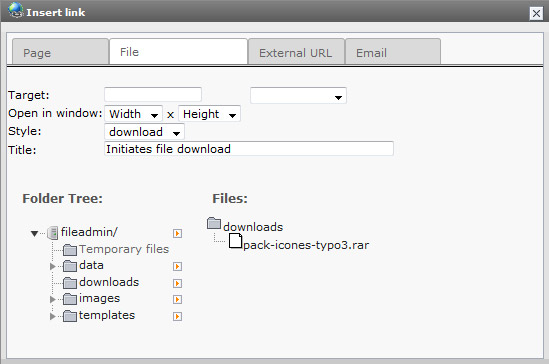 Insert link
Page File External URL Email
Target:
Open in window: Width x Height
Style: download
Title: Initiates file download
Folder Tree: Files:
fileadmin/ downloads
Temporary files pack-icones-typo3.rar
data
downloads
images
templates